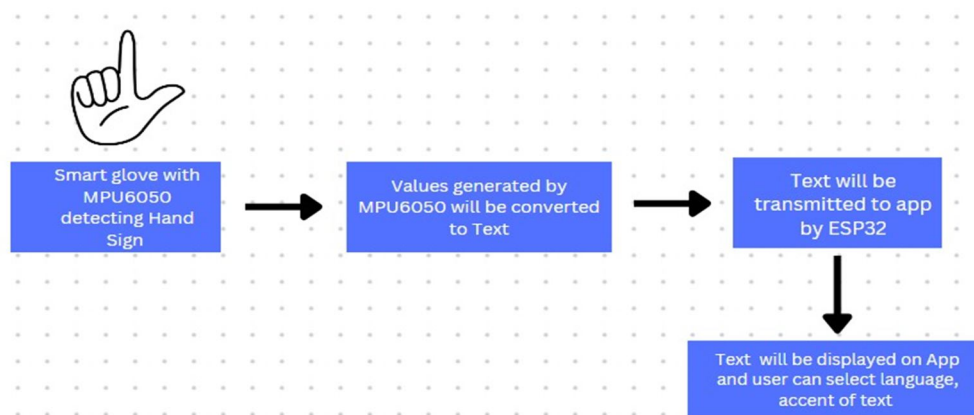 Smart glove with
MPU6050
detecting Hand
Sign
Values generated by
MPU6050 will be converted
to Text
Text will be
transmitted to app
by ESP32
Text will be displayed on App
and user can select language,
accent of text